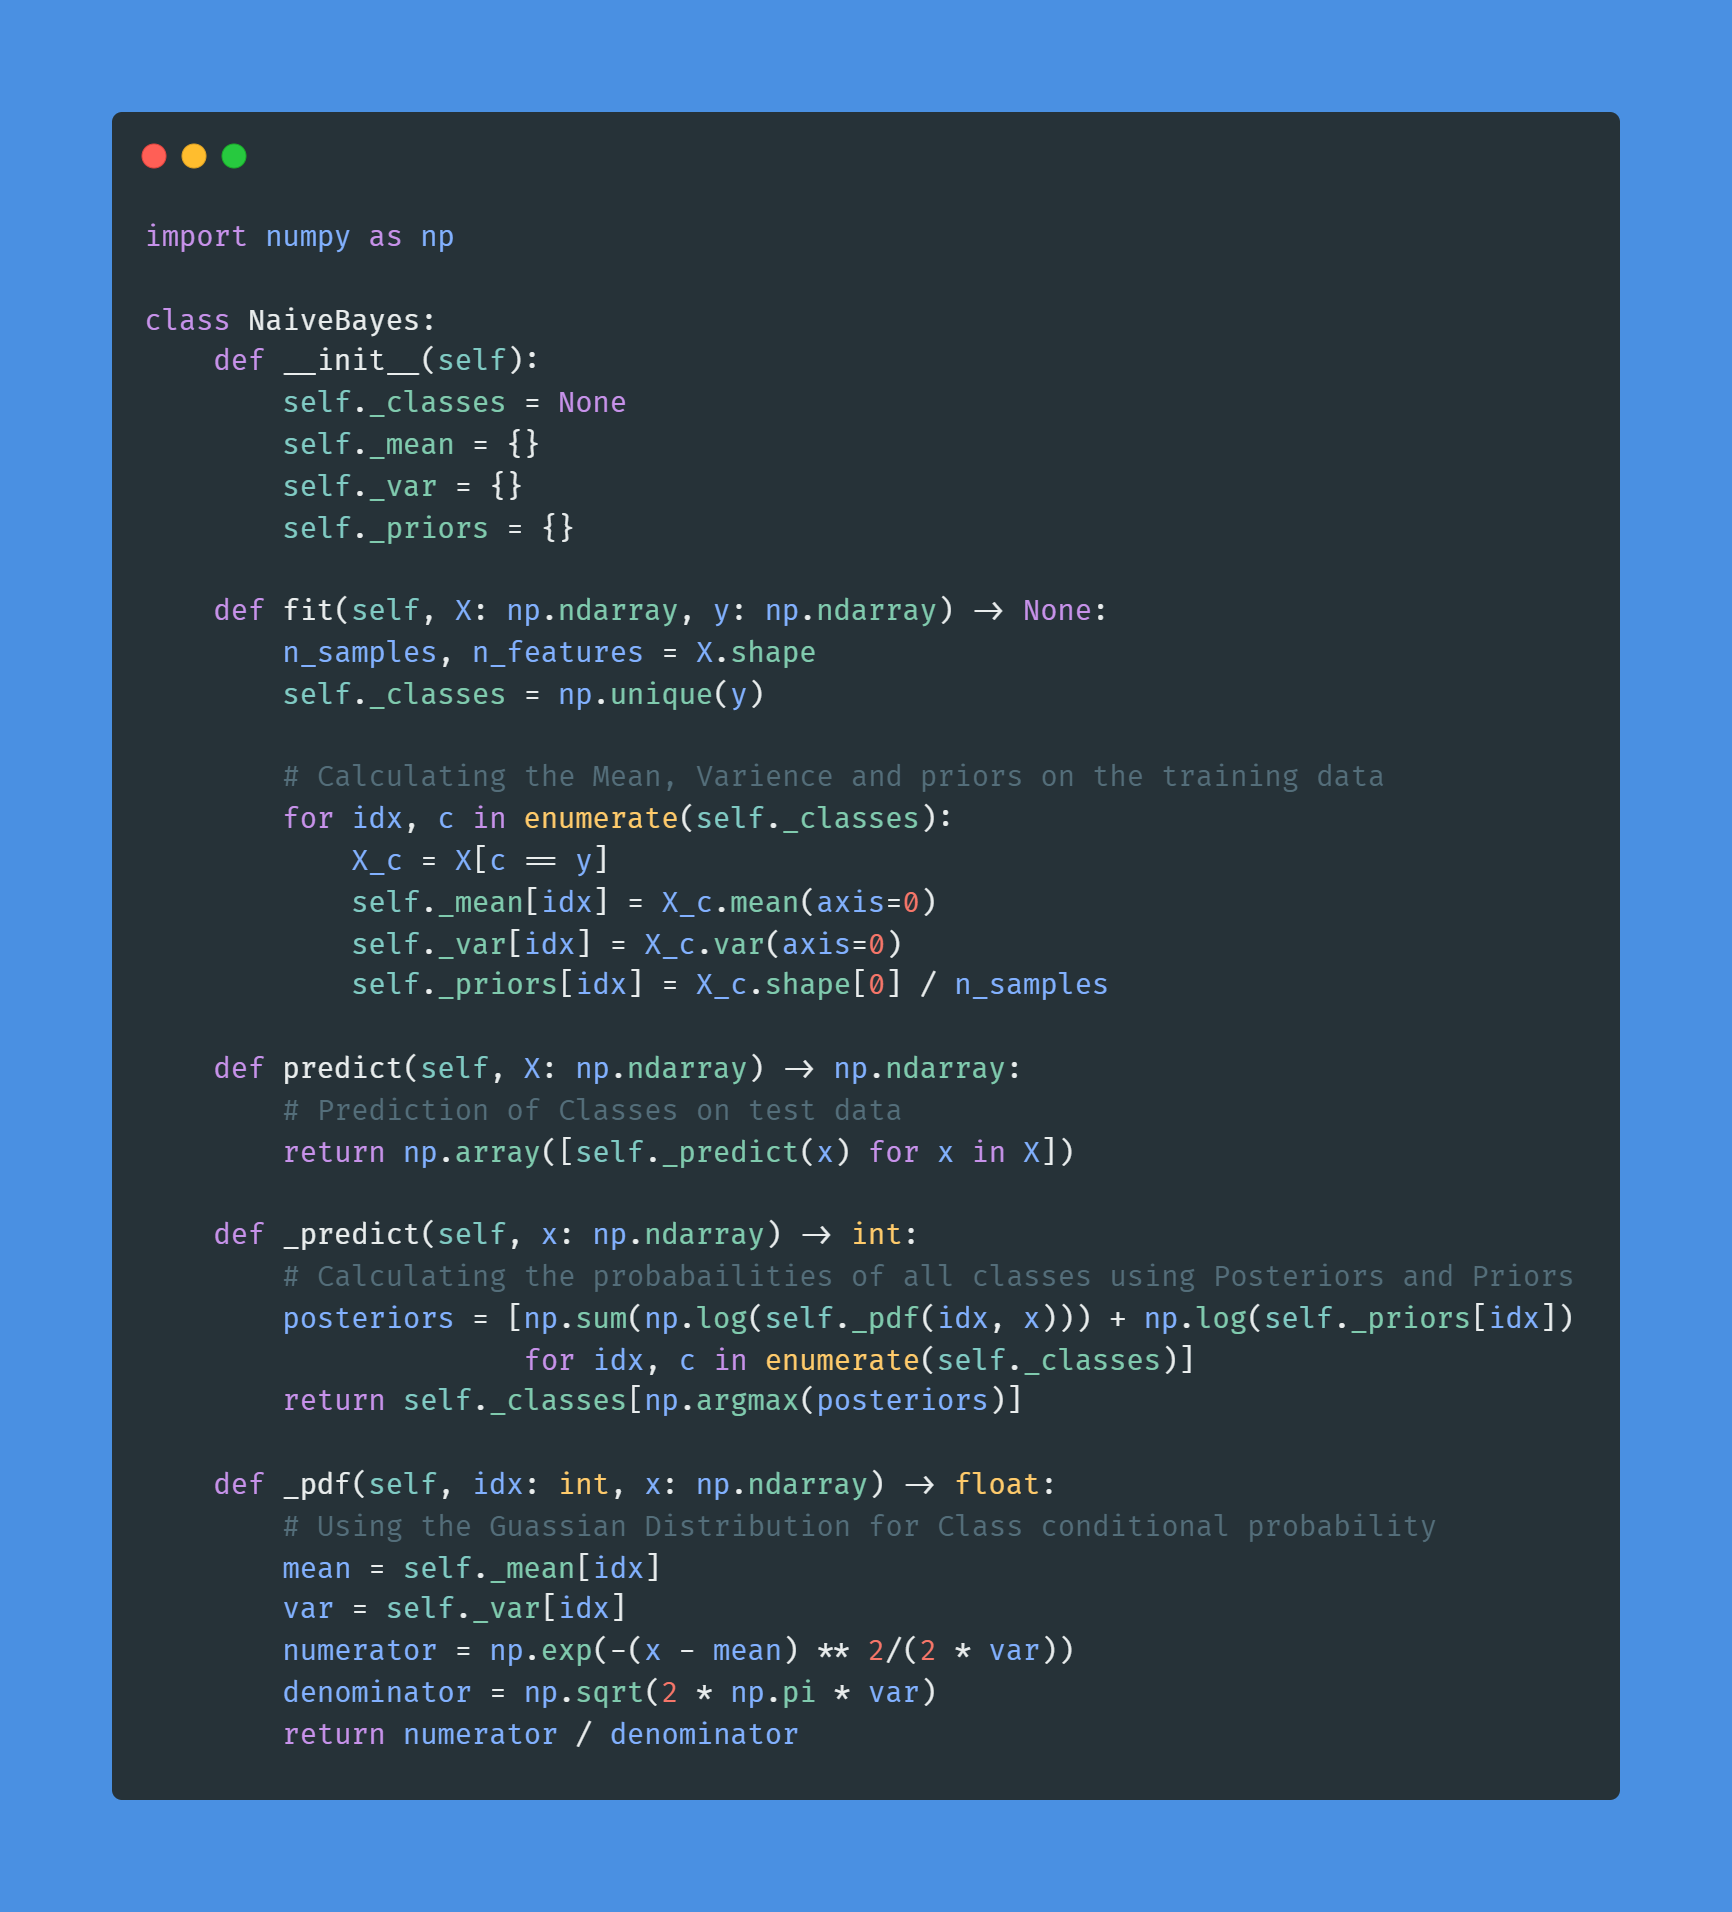 import numpy as np

class NaiveBayes:
    def __init__(self):
        self._classes = None
        self._mean = {}
        self._var = {}
        self._priors = {}

    def fit(self, X: np.ndarray, y: np.ndarray) -> None:
        n_samples, n_features = X.shape
        self._classes = np.unique(y)

        # Calculating the Mean, Varience and priors on the training data
        for idx, c in enumerate(self._classes):
            X_c = X[c == y]
            self._mean[idx] = X_c.mean(axis=0)
            self._var[idx] = X_c.var(axis=0)
            self._priors[idx] = X_c.shape[0] / n_samples

    def predict(self, X: np.ndarray) -> np.ndarray:
        # Prediction of Classes on test data
        return np.array([self._predict(x) for x in X])

    def _predict(self, x: np.ndarray) -> int:
        # Calculating the probabailities of all classes using Posteriors and Priors
        posteriors = [np.sum(np.log(self._pdf(idx, x))) + np.log(self._priors[idx])
                      for idx, c in enumerate(self._classes)]
        return self._classes[np.argmax(posteriors)]

    def _pdf(self, idx: int, x: np.ndarray) -> float:
        # Using the Guassian Distribution for Class conditional probability
        mean = self._mean[idx]
        var = self._var[idx]
        numerator = np.exp(-(x - mean) ** 2/(2 * var))
        denominator = np.sqrt(2 * np.pi * var)
        return numerator / denominator